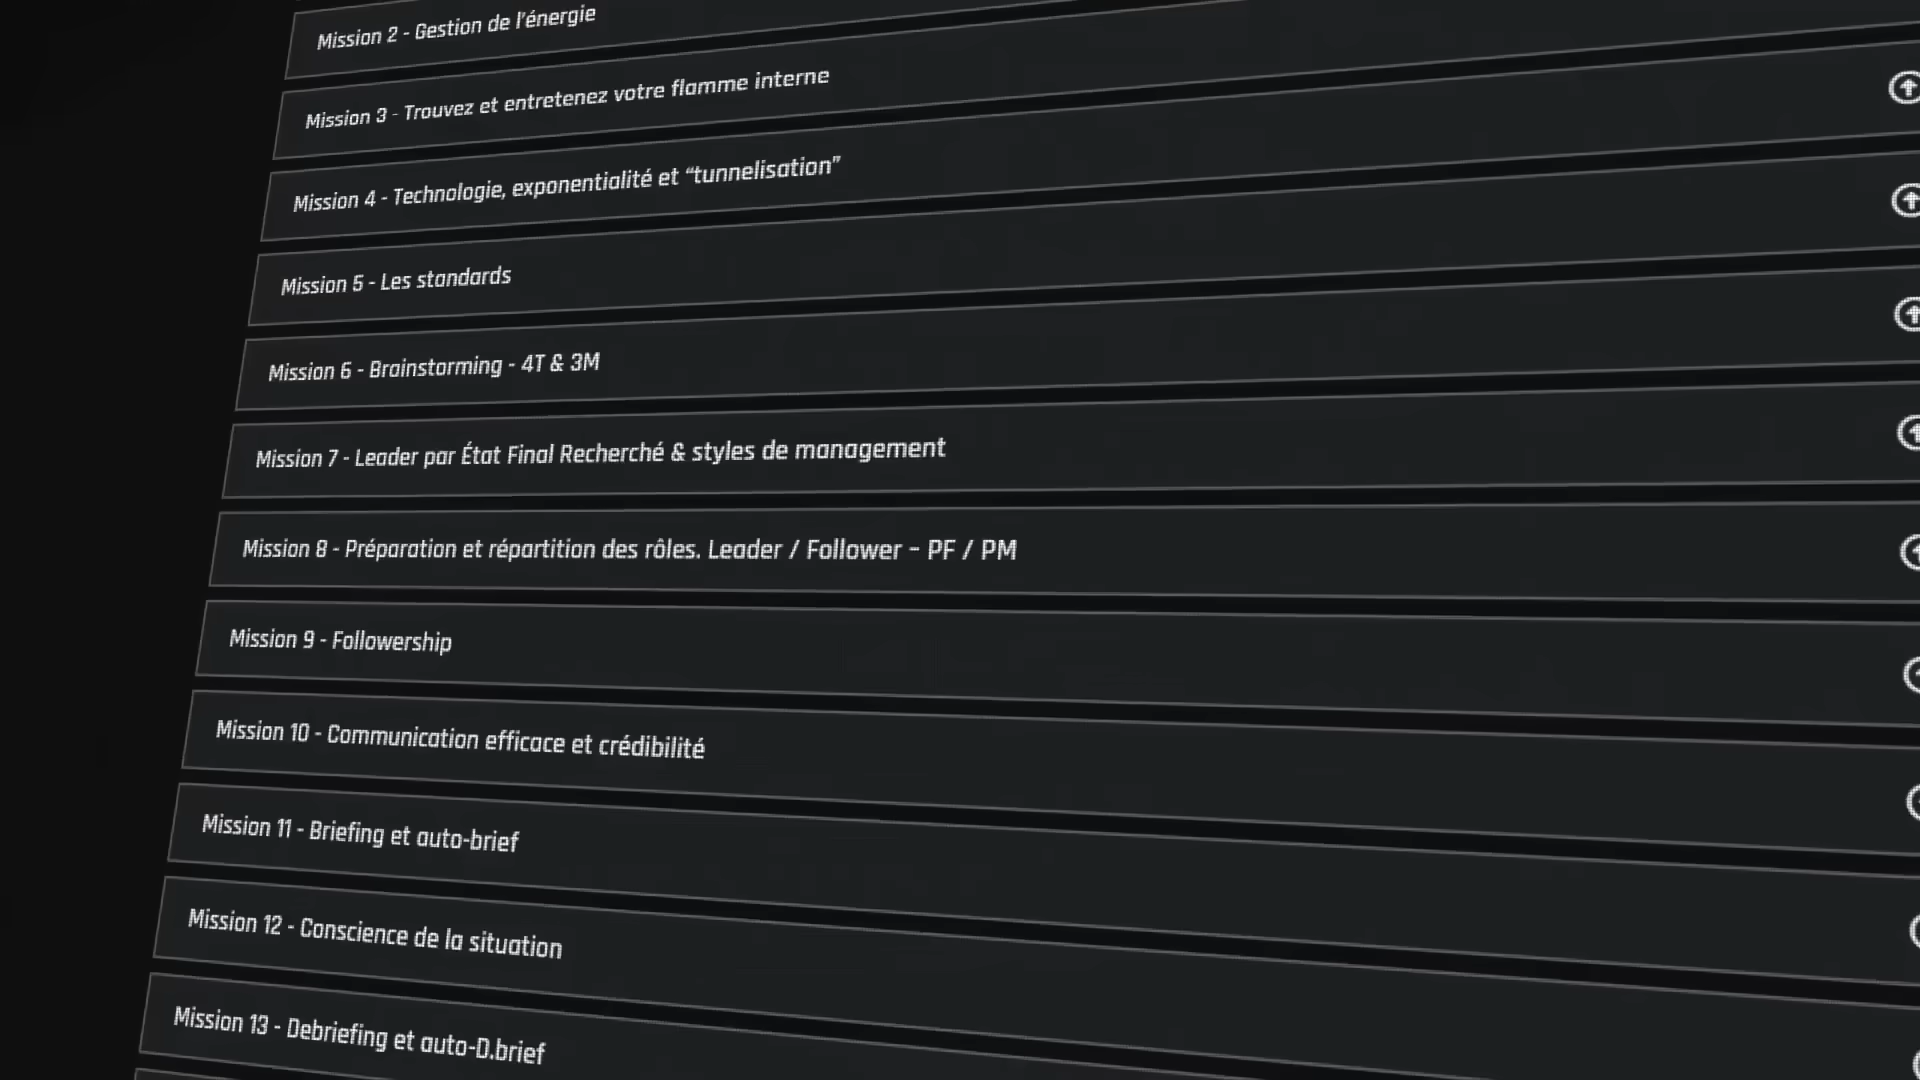 Mission 2 - Gestion de l'énergie
Mission 3 - Trouvez et entretenez votre flamme interne
Mission 4 - Technologie, exponentialité et “tunnelisation”
Mission 5 - Les standards
Mission 6 - Brainstorming - 4T & 3M
Mission 7 - Leader par État Final Recherché & styles de management
Mission 8 - Préparation et répartition des rôles. Leader / Follower - PF / PM
Mission 9 - Followership
Mission 10 - Communication efficace et crédibilité
Mission 11 - Briefing et auto-brief
Mission 12 - Conscience de la situation
Mission 13 - Debriefing et auto-D.brief